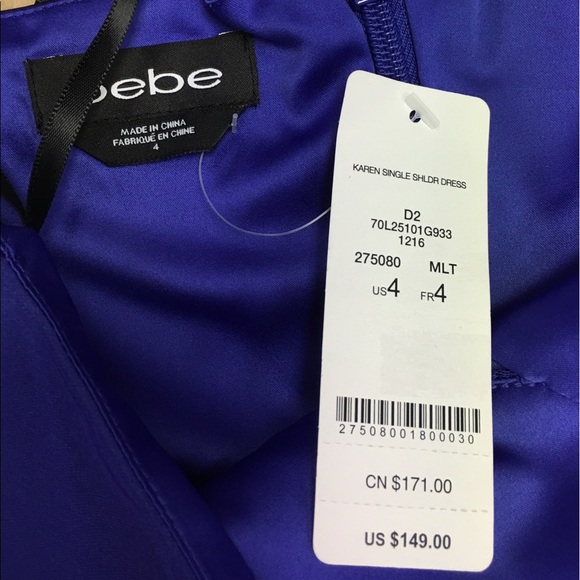 bebe
MADE IN CHINA
FABRIQUÉ EN CHINE
4
KAREN SINGLE SHLDR DRESS
D2
70L25101G933
1216
275080 MLT
US4 FR4
27508001800030
CN $171.00
US $149.00